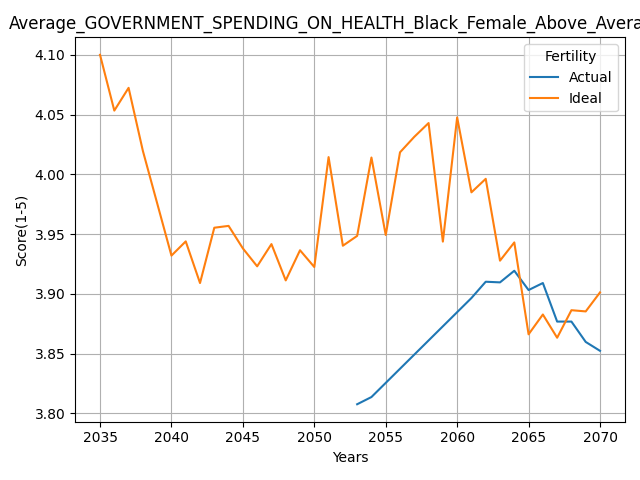 Average_GOVERNMENT_SPENDING_ON_HEALTH_Black_Female_Above_Avera
Fertility
Actual
Ideal
4.10
4.05
4.00
3.95
3.90
3.85
3.80
Score(1-5)
2035 2040 2045 2050 2055 2060 2065 2070
Years